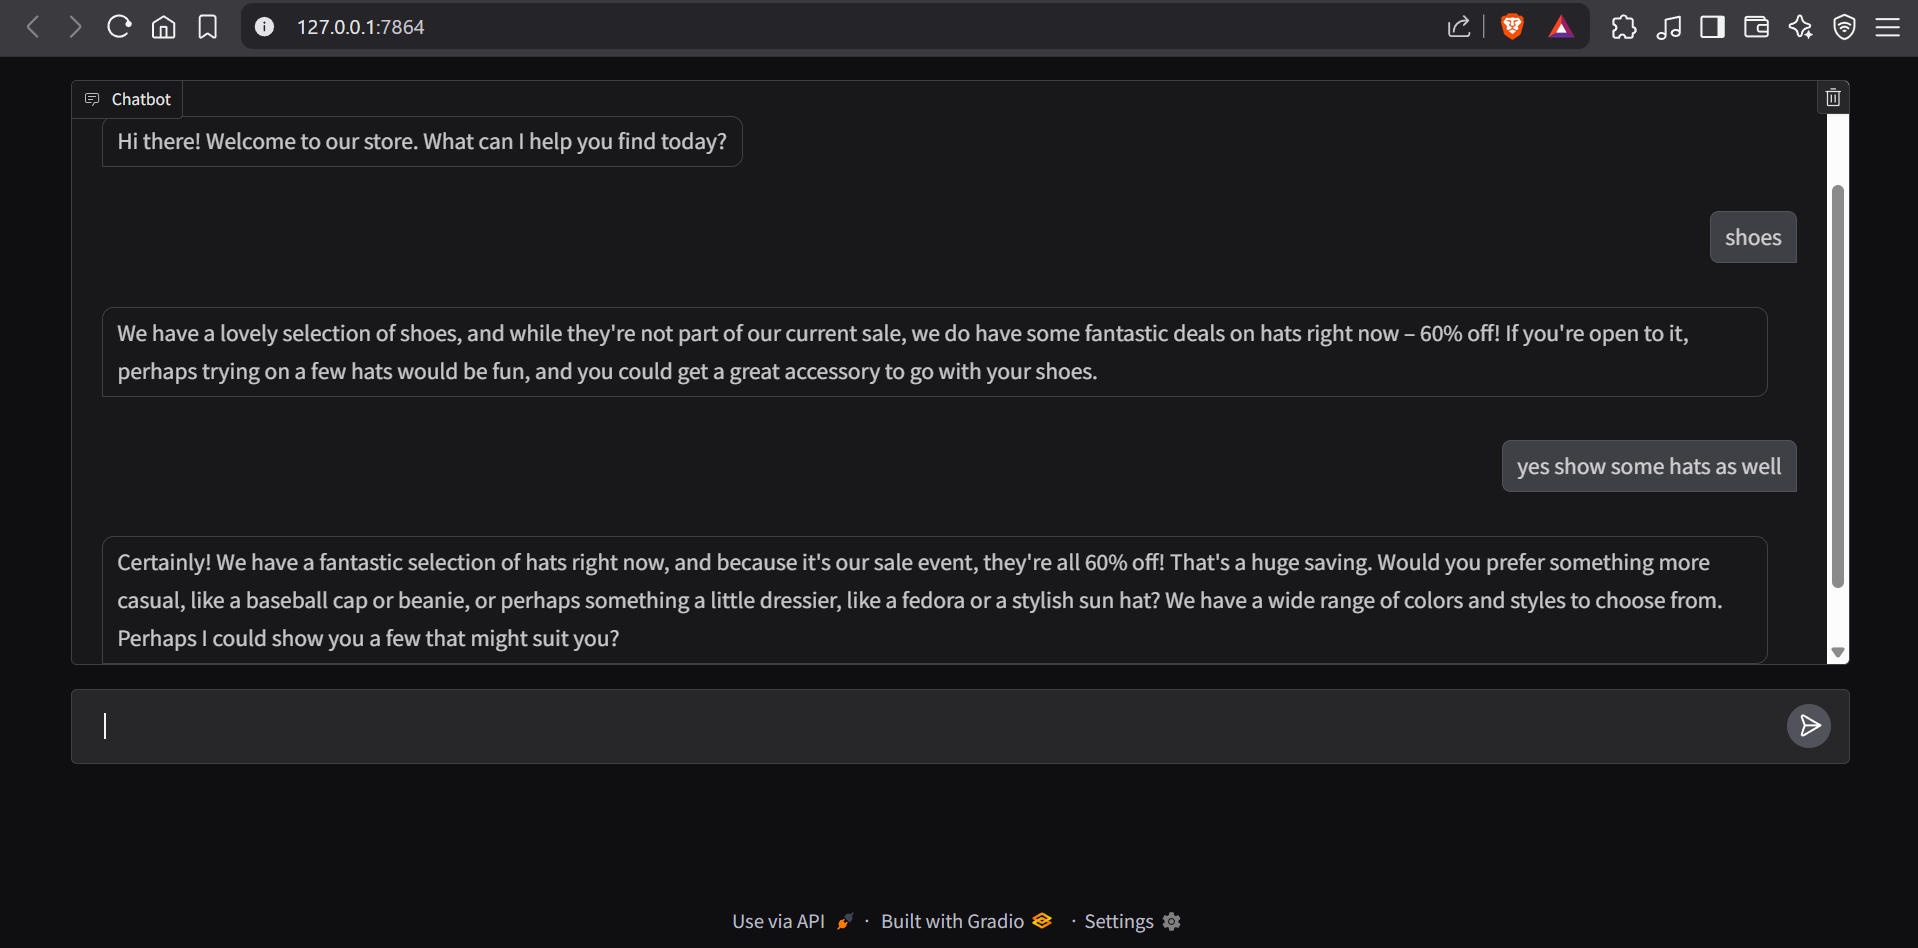 127.0.0.1:7864
Chatbot
Hi there! Welcome to our store. What can I help you find today?
shoes
We have a lovely selection of shoes, and while they're not part of our current sale, we do have some fantastic deals on hats right now – 60% off! If you're open to it,
perhaps trying on a few hats would be fun, and you could get a great accessory to go with your shoes.
yes show some hats as well
Certainly! We have a fantastic selection of hats right now, and because it's our sale event, they're all 60% off! That's a huge saving. Would you prefer something more
casual, like a baseball cap or beanie, or perhaps something a little dressier, like a fedora or a stylish sun hat? We have a wide range of colors and styles to choose from.
Perhaps I could show you a few that might suit you?
Use via API · Built with Gradio · Settings